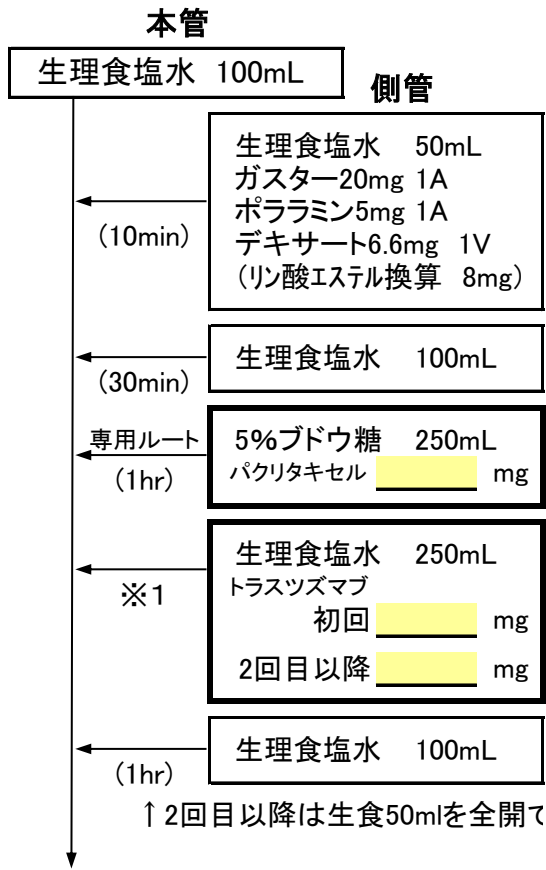 本管
生理食塩水 100mL
側管
生理食塩水 50mL
ガスター20mg 1A
ポララミン5mg 1A
デキサート6.6mg 1V
(リン酸エステル換算 8mg)
(10min)
生理食塩水 100mL
(30min)
専用ルート
5%ブドウ糖 250mL
パクリタキセル mg
(1hr)
生理食塩水 250mL
※1
トラスツズマブ
初回 mg
2回目以降 mg
生理食塩水 100mL
(1hr)
↑2回目以降は生食50mlを全開で